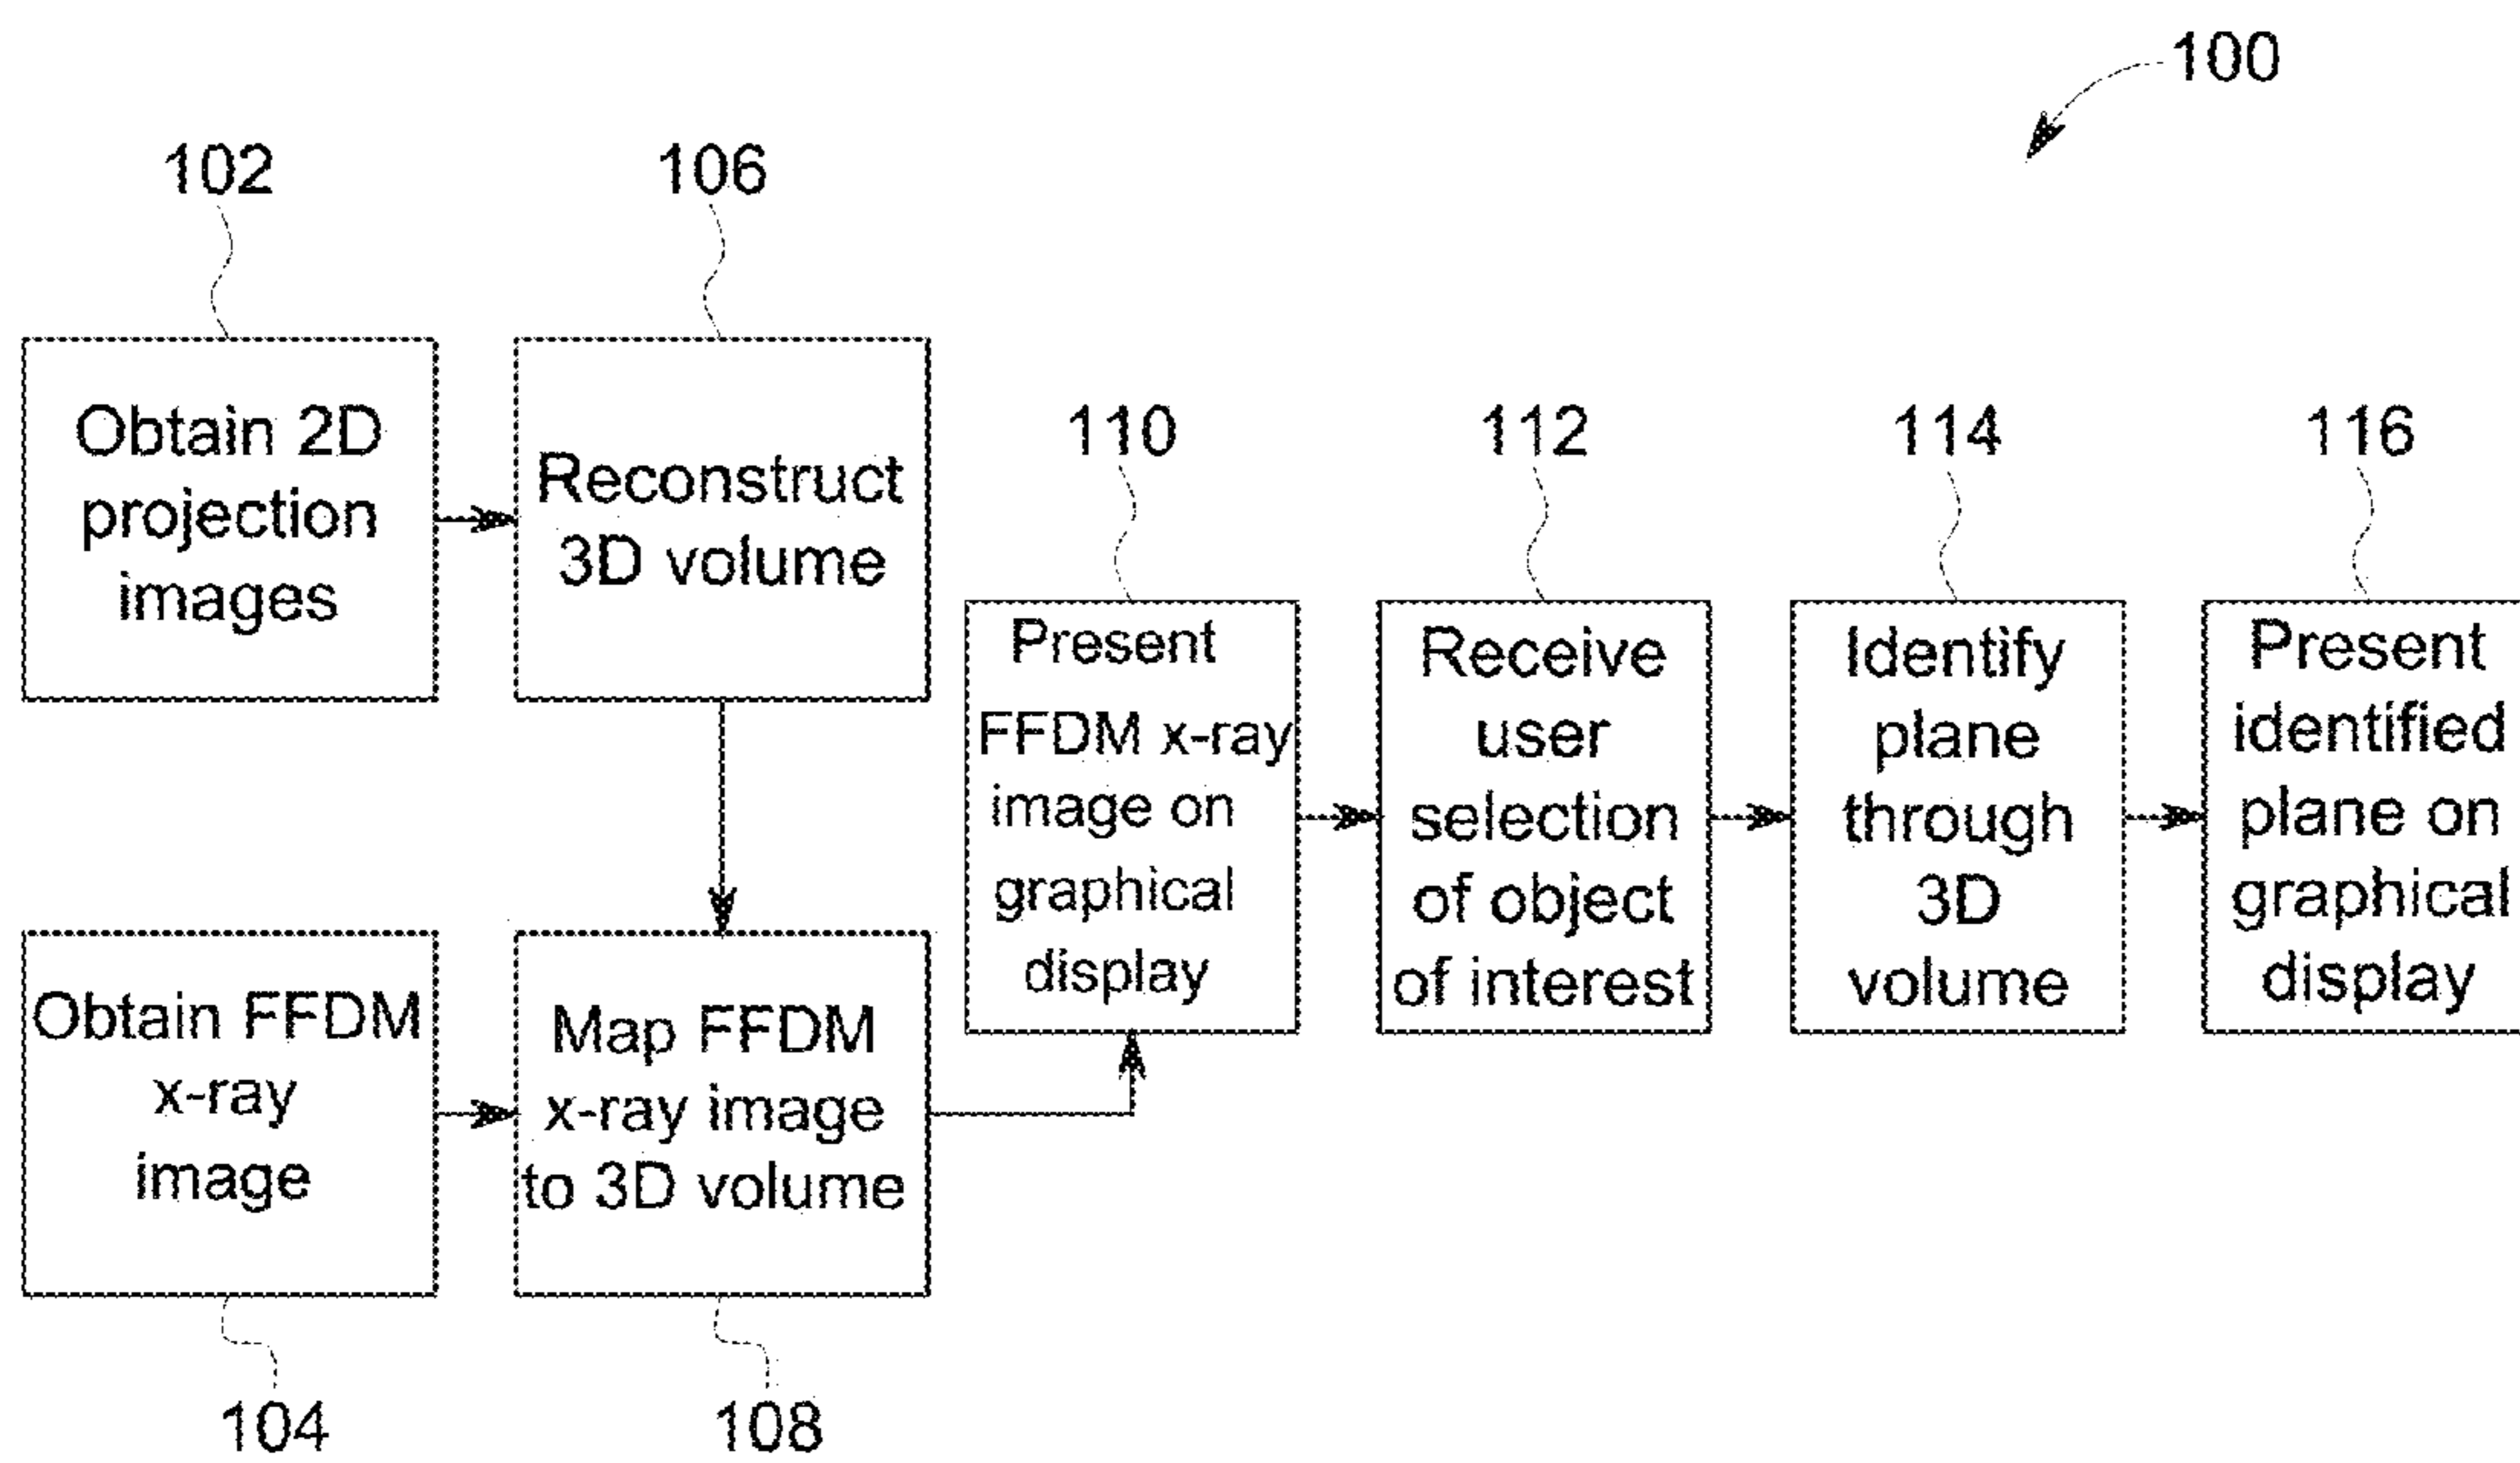 100
102
106
Obtain 2D
projection
images
Reconstruct
3D volume
110
112
114
116
Present
FFDM x-ray
image on
graphical
display
Receive
user
selection
of object
of interest
Identify
plane
through
3D
volume
Present
identified
plane on
graphical
display
Obtain FFDM
x-ray
image
Map FFDM
x-ray image
to 3D volume
104
108